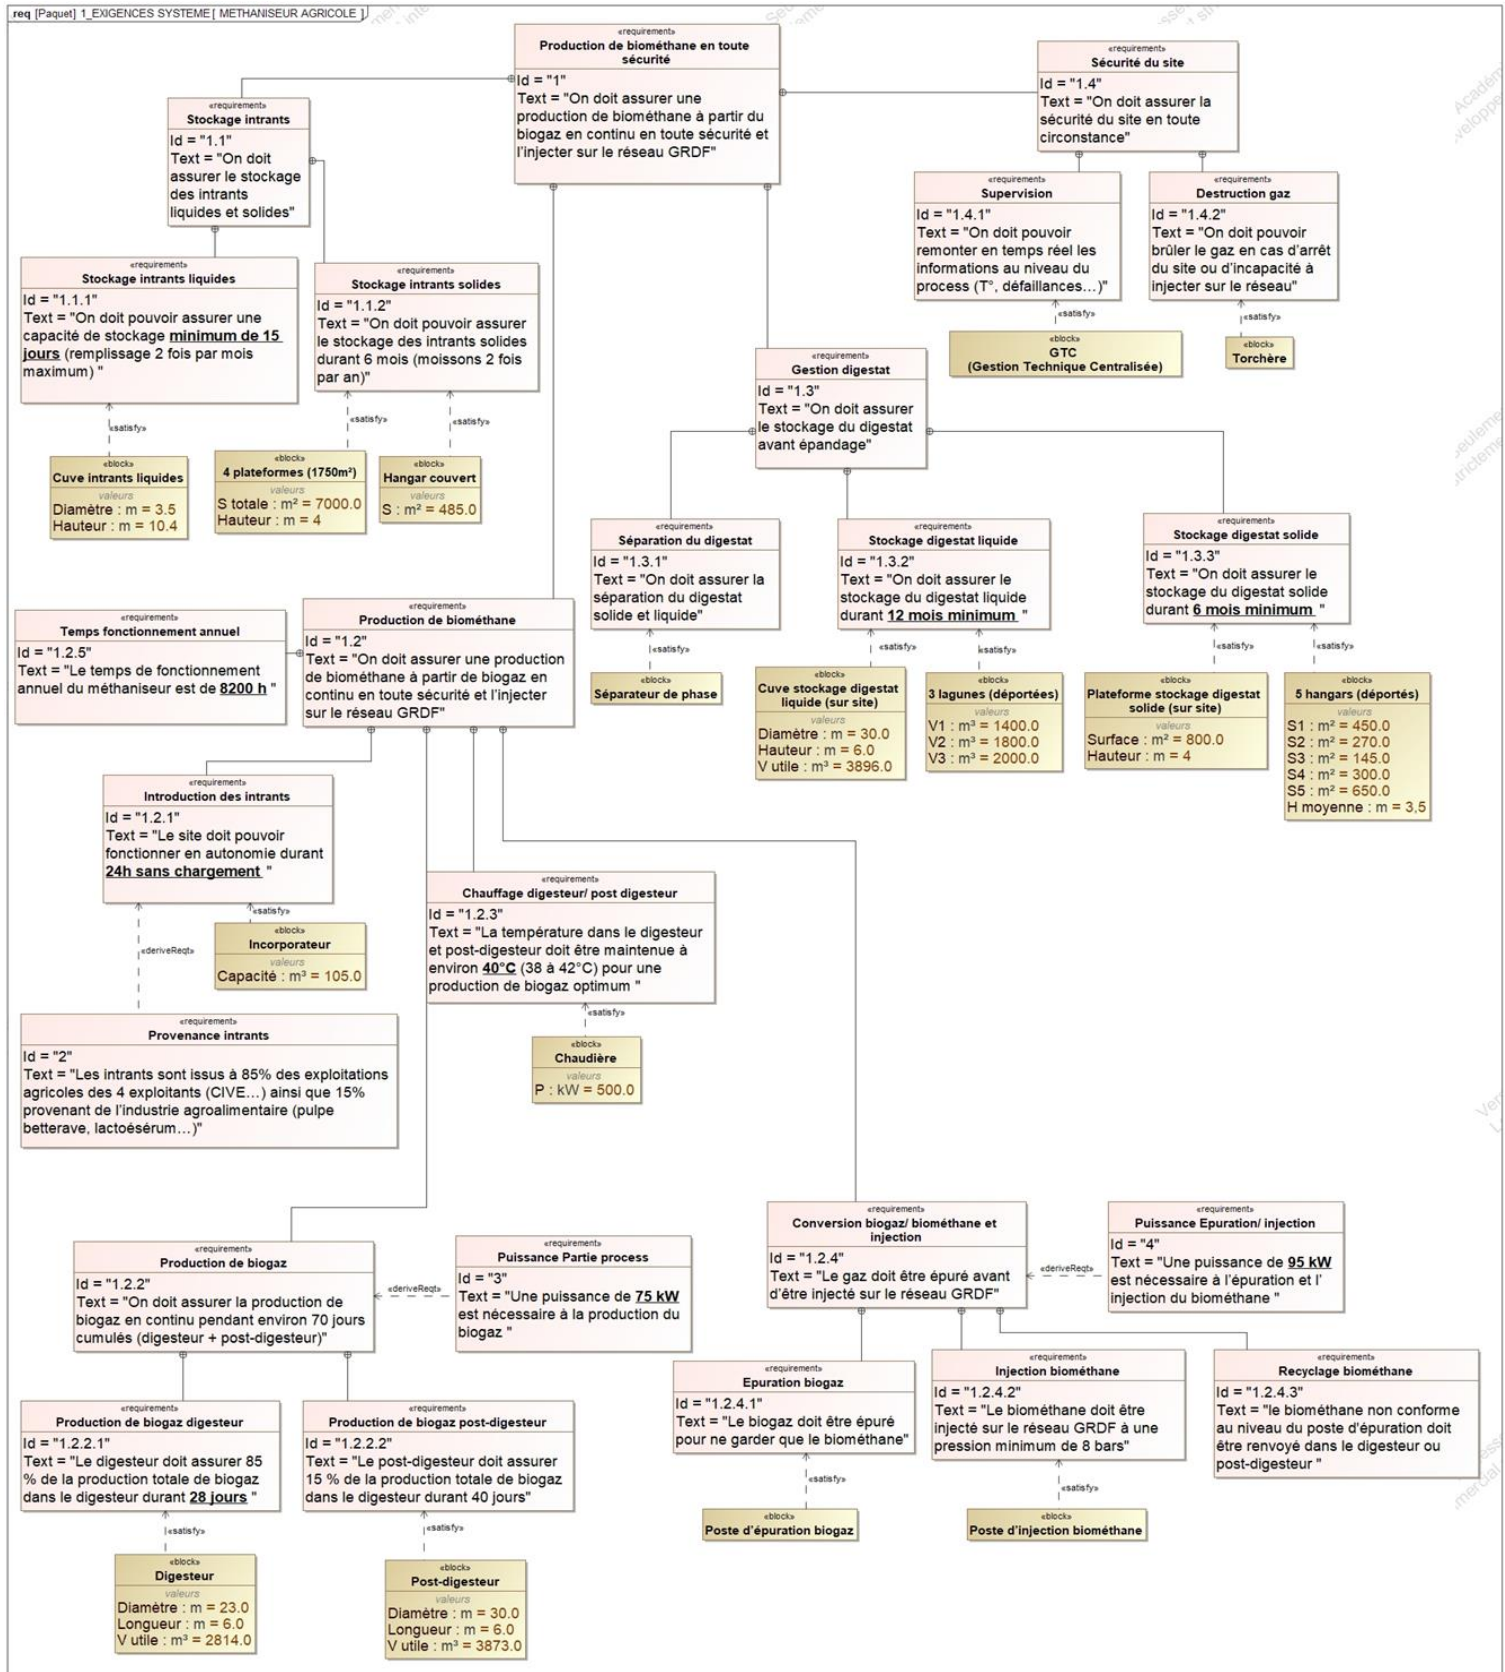 req [Paquet] 1_EXIGENCES SYSTEME [ METHANISEUR AGRICOLE ]
«requirement»
Production de biométhane en toute
sécurité
Id = "1"
Text = "On doit assurer une
production de biométhane à partir du
biogaz en continu en toute sécurité et
l'injecter sur le réseau GRDF"
«requirement»
Sécurité du site
Id = "1.4"
Text = "On doit assurer la
sécurité du site en toute
circonstance"
«requirement»
Stockage intrants
Id = "1.1"
Text = "On doit
assurer le stockage
des intrants
liquides et solides"
«requirement»
Supervision
Id = "1.4.1"
Text = "On doit pouvoir
remonter en temps réel les
informations au niveau du
process (T°, défaillances...)"
«requirement»
Destruction gaz
Id = "1.4.2"
Text = "On doit pouvoir
brûler le gaz en cas d'arrêt
du site ou d'incapacité à
injecter sur le réseau"
«satisfy»
«satisfy»
«block»
GTC
(Gestion Technique Centralisée)
«block»
Torchère
«requirement»
Stockage intrants liquides
Id = "1.1.1"
Text = "On doit pouvoir assurer une
capacité de stockage minimum de 15
jours (remplissage 2 fois par mois
maximum) "
«requirement»
Stockage intrants solides
Id = "1.1.2"
Text = "On doit pouvoir assurer
le stockage des intrants solides
durant 6 mois (moissons 2 fois
par an)"
«satisfy»
«satisfy»
«satisfy»
«block»
Cuve intrants liquides
valeurs
Diamètre : m = 3.5
Hauteur : m = 10.4
«block»
4 plateformes (1750m²)
valeurs
S totale : m² = 7000.0
Hauteur : m = 4
«block»
Hangar couvert
valeurs
S : m² = 485.0
«requirement»
Gestion digestat
Id = "1.3"
Text = "On doit assurer
le stockage du digestat
avant épandage"
«requirement»
Séparation du digestat
Id = "1.3.1"
Text = "On doit assurer la
séparation du digestat
solide et liquide"
«requirement»
Stockage digestat liquide
Id = "1.3.2"
Text = "On doit assurer le
stockage du digestat liquide
durant 12 mois minimum "
«requirement»
Stockage digestat solide
Id = "1.3.3"
Text = "On doit assurer le
stockage du digestat solide
durant 6 mois minimum "
«satisfy»
«satisfy»
«satisfy»
«satisfy»
«satisfy»
«block»
Séparateur de phase
«block»
Cuve stockage digestat
liquide (sur site)
valeurs
Diamètre : m = 30.0
Hauteur : m = 6.0
V utile : m³ = 3896.0
«block»
3 lagunes (déportées)
valeurs
V1 : m³ = 1400.0
V2 : m³ = 1800.0
V3 : m³ = 2000.0
«block»
Plateforme stockage digestat
solide (sur site)
valeurs
Surface : m² = 800.0
Hauteur : m = 4
«block»
5 hangars (déportés)
valeurs
S1 : m² = 450.0
S2 : m² = 270.0
S3 : m² = 145.0
S4 : m² = 300.0
S5 : m² = 650.0
H moyenne : m = 3,5
«requirement»
Temps fonctionnement annuel
Id = "1.2.5"
Text = "Le temps de fonctionnement
annuel du méthaniseur est de 8200 h "
«requirement»
Production de biométhane
Id = "1.2"
Text = "On doit assurer une production
de biométhane à partir de biogaz en
continu en toute sécurité et l'injecter
sur le réseau GRDF"
«requirement»
Introduction des intrants
Id = "1.2.1"
Text = "Le site doit pouvoir
fonctionner en autonomie durant
24h sans chargement "
«satisfy»
«deriveReqt»
«block»
Incorporateur
valeurs
Capacité : m³ = 105.0
«requirement»
Chauffage digesteur/ post digesteur
Id = "1.2.3"
Text = "La température dans le digesteur
et post-digesteur doit être maintenue à
environ 40°C (38 à 42°C) pour une
production de biogaz optimum "
«satisfy»
«block»
Chaudière
valeurs
P : kW = 500.0
«requirement»
Provenance intrants
Id = "2"
Text = "Les intrants sont issus à 85% des exploitations
agricoles des 4 exploitants (CIVE...) ainsi que 15%
provenant de l'industrie agroalimentaire (pulpe
betterave, lactoésérum...)"
«requirement»
Production de biogaz
Id = "1.2.2"
Text = "On doit assurer la production de
biogaz en continu pendant environ 70 jours
cumulés (digesteur + post-digesteur)"
«deriveReqt»
«requirement»
Puissance Partie process
Id = "3"
Text = "Une puissance de 75 kW
est nécessaire à la production du
biogaz "
«requirement»
Conversion biogaz/ biométhane et
injection
Id = "1.2.4"
Text = "Le gaz doit être épuré avant
d'être injecté sur le réseau GRDF"
«deriveReqt»
«requirement»
Puissance Epuration/ injection
Id = "4"
Text = "Une puissance de 95 kW
est nécessaire à l'épuration et l'
injection du biométhane "
«requirement»
Production de biogaz digesteur
Id = "1.2.2.1"
Text = "Le digesteur doit assurer 85
% de la production totale de biogaz
dans le digesteur durant 28 jours "
«requirement»
Production de biogaz post-digesteur
Id = "1.2.2.2"
Text = "Le post-digesteur doit assurer
15 % de la production totale de biogaz
dans le digesteur durant 40 jours"
«requirement»
Epuration biogaz
Id = "1.2.4.1"
Text = "Le biogaz doit être épuré
pour ne garder que le biométhane"
«requirement»
Injection biométhane
Id = "1.2.4.2"
Text = "Le biométhane doit être
injecté sur le réseau GRDF à une
pression minimum de 8 bars"
«requirement»
Recyclage biométhane
Id = "1.2.4.3"
Text = "le biométhane non conforme
au niveau du poste d'épuration doit
être renvoyé dans le digesteur ou
post-digesteur "
«satisfy»
«satisfy»
«satisfy»
«satisfy»
«block»
Poste d'épuration biogaz
«block»
Poste d'injection biométhane
«block»
Digesteur
valeurs
Diamètre : m = 23.0
Longueur : m = 6.0
V utile : m³ = 2814.0
«block»
Post-digesteur
valeurs
Diamètre : m = 30.0
Longueur : m = 6.0
V utile : m³ = 3873.0